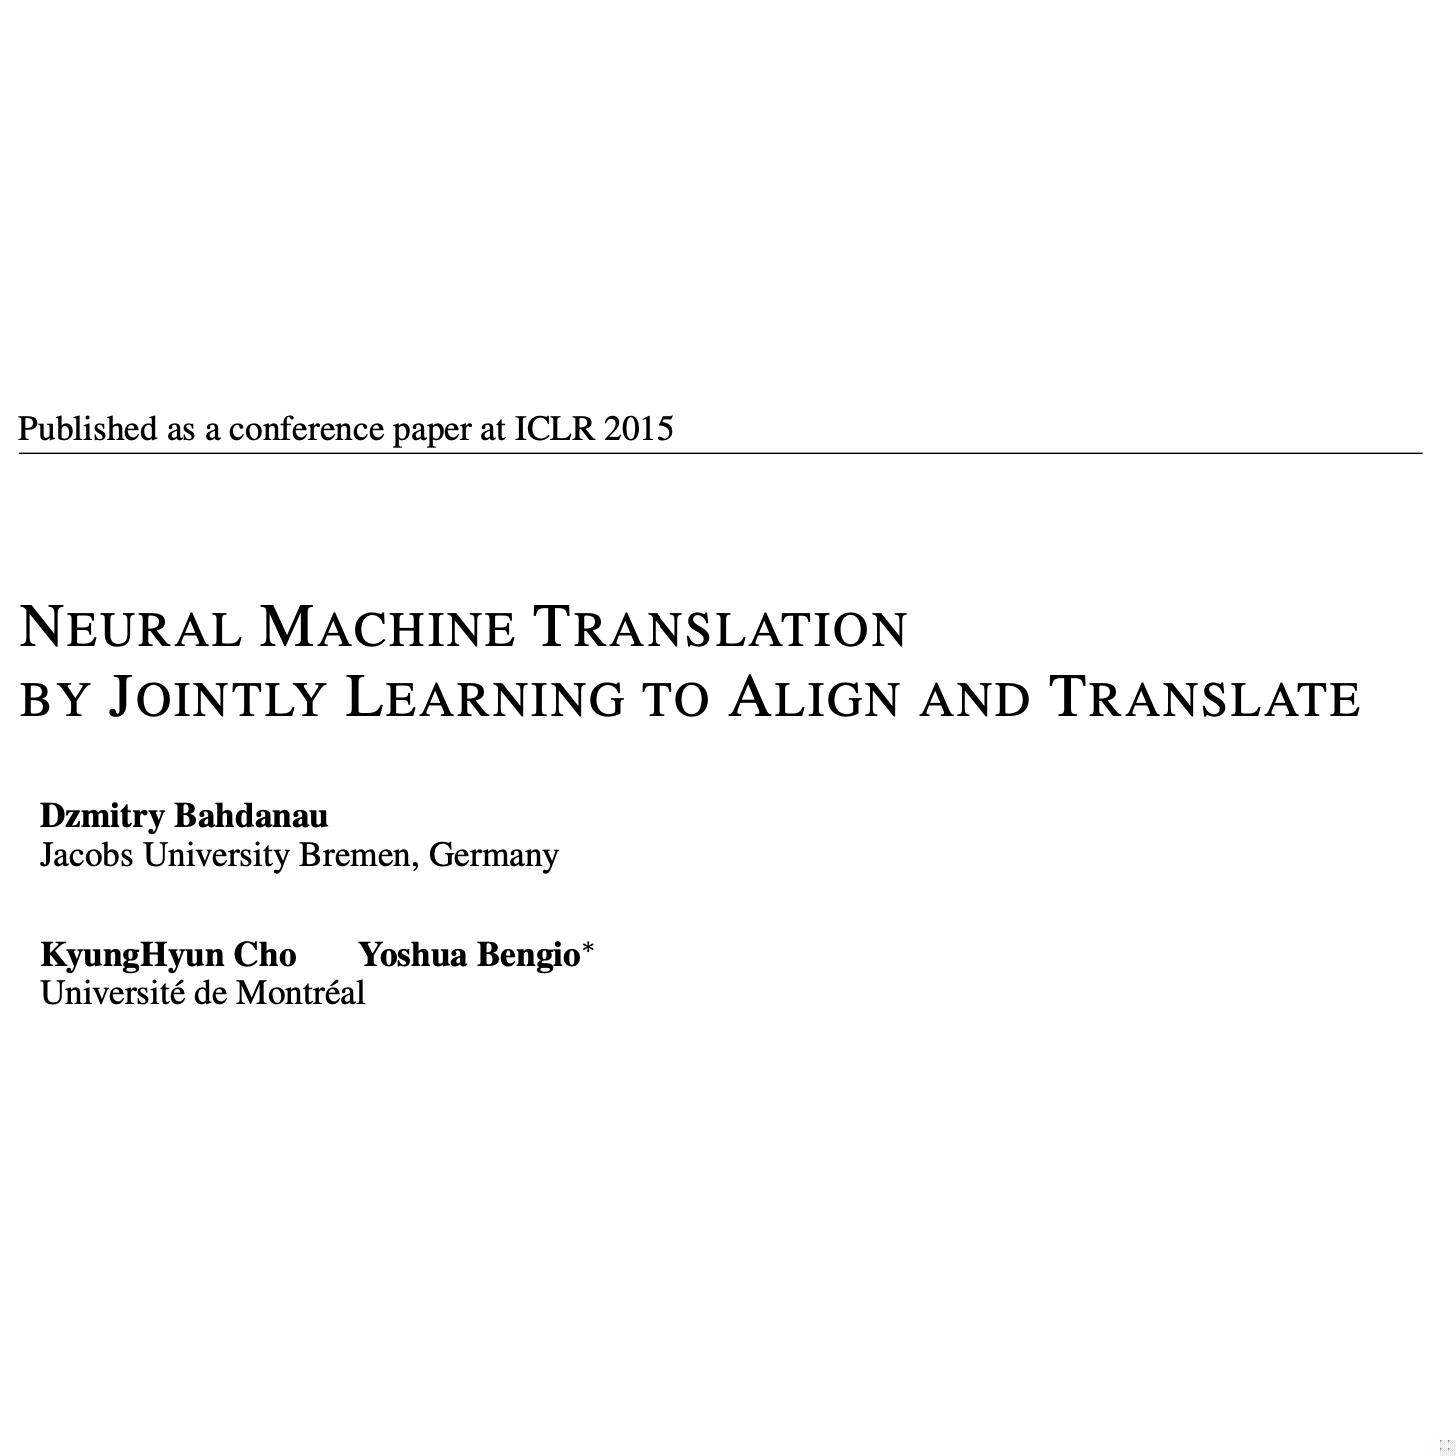 Published as a conference paper at ICLR 2015
NEURAL MACHINE TRANSLATION
BY JOINTLY LEARNING TO ALIGN AND TRANSLATE
Dzmitry Bahdanau
Jacobs University Bremen, Germany
KyungHyun Cho Yoshua Bengio*
Université de Montréal